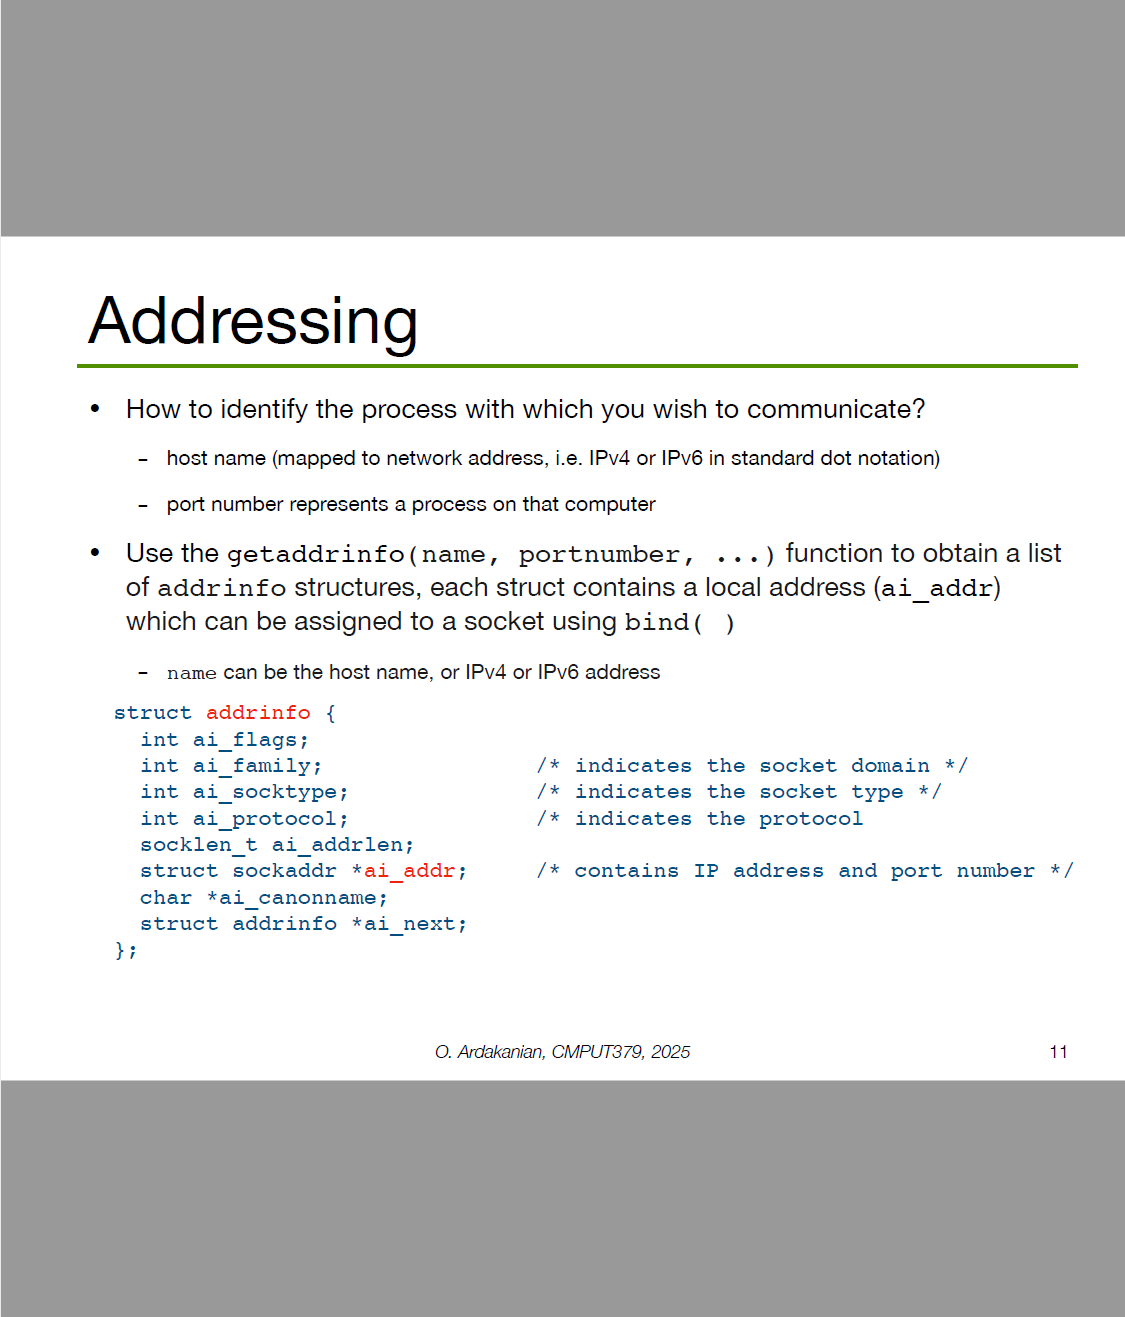 Addressing
• How to identify the process with which you wish to communicate?
– host name (mapped to network address, i.e. IPv4 or IPv6 in standard dot notation)
– port number represents a process on that computer
• Use the getaddrinfo(name, portnumber, ...) function to obtain a list
of addrinfo structures, each struct contains a local address (ai_addr)
which can be assigned to a socket using bind( )
– name can be the host name, or IPv4 or IPv6 address
struct addrinfo {
  int ai_flags;
  int ai_family; /* indicates the socket domain */
  int ai_socktype; /* indicates the socket type */
  int ai_protocol; /* indicates the protocol
  socklen_t ai_addrlen;
  struct sockaddr *ai_addr; /* contains IP address and port number */
  char *ai_canonname;
  struct addrinfo *ai_next;
};
O. Ardakanian, CMPUT379, 2025 11